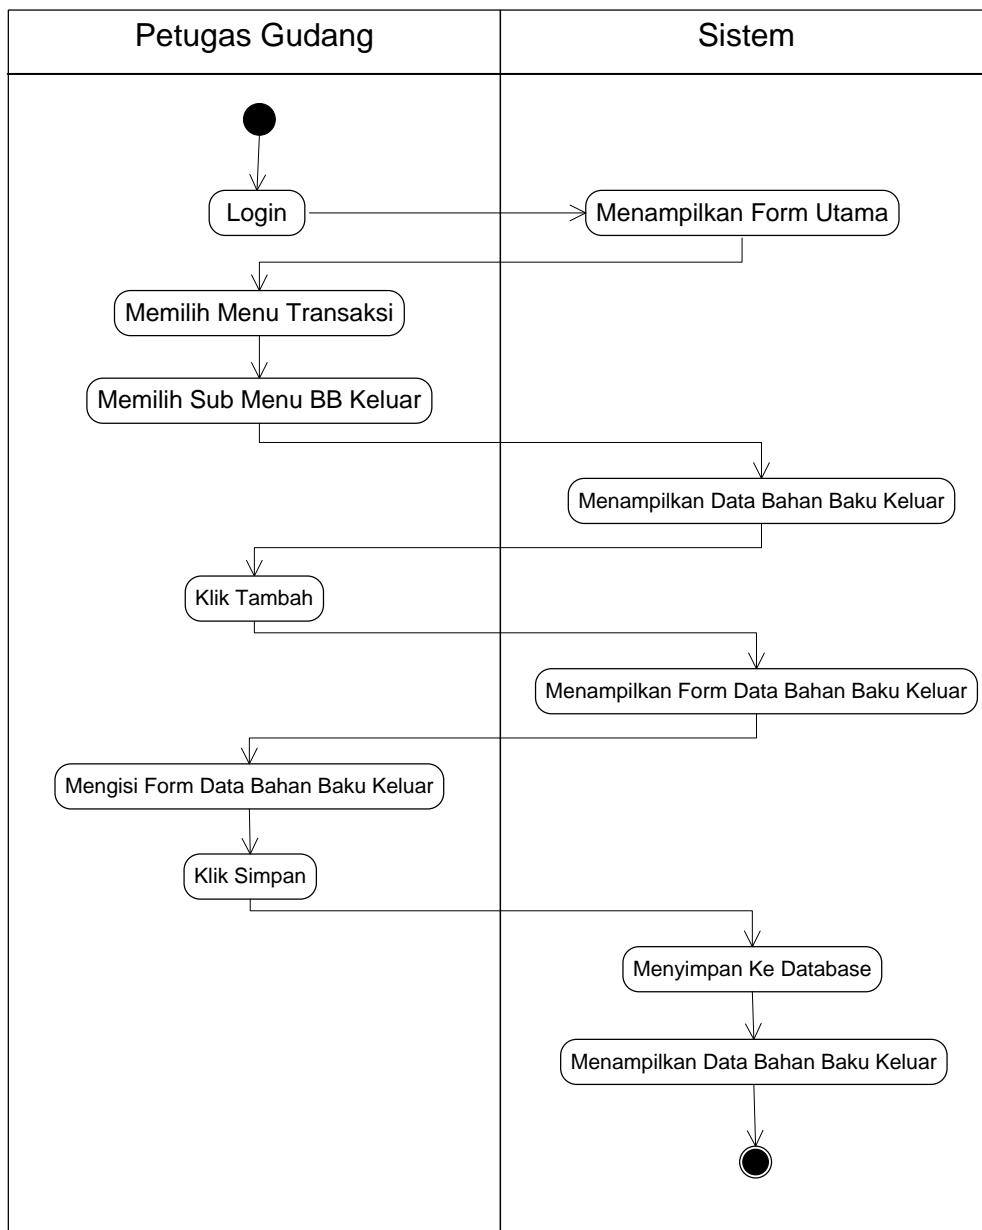 Petugas Gudang
Sistem
Login
Menampilkan Form Utama
Memilih Menu Transaksi
Memilih Sub Menu BB Keluar
Menampilkan Data Bahan Baku Keluar
Klik Tambah
Menampilkan Form Data Bahan Baku Keluar
Mengisi Form Data Bahan Baku Keluar
Klik Simpan
Menyimpan Ke Database
Menampilkan Data Bahan Baku Keluar